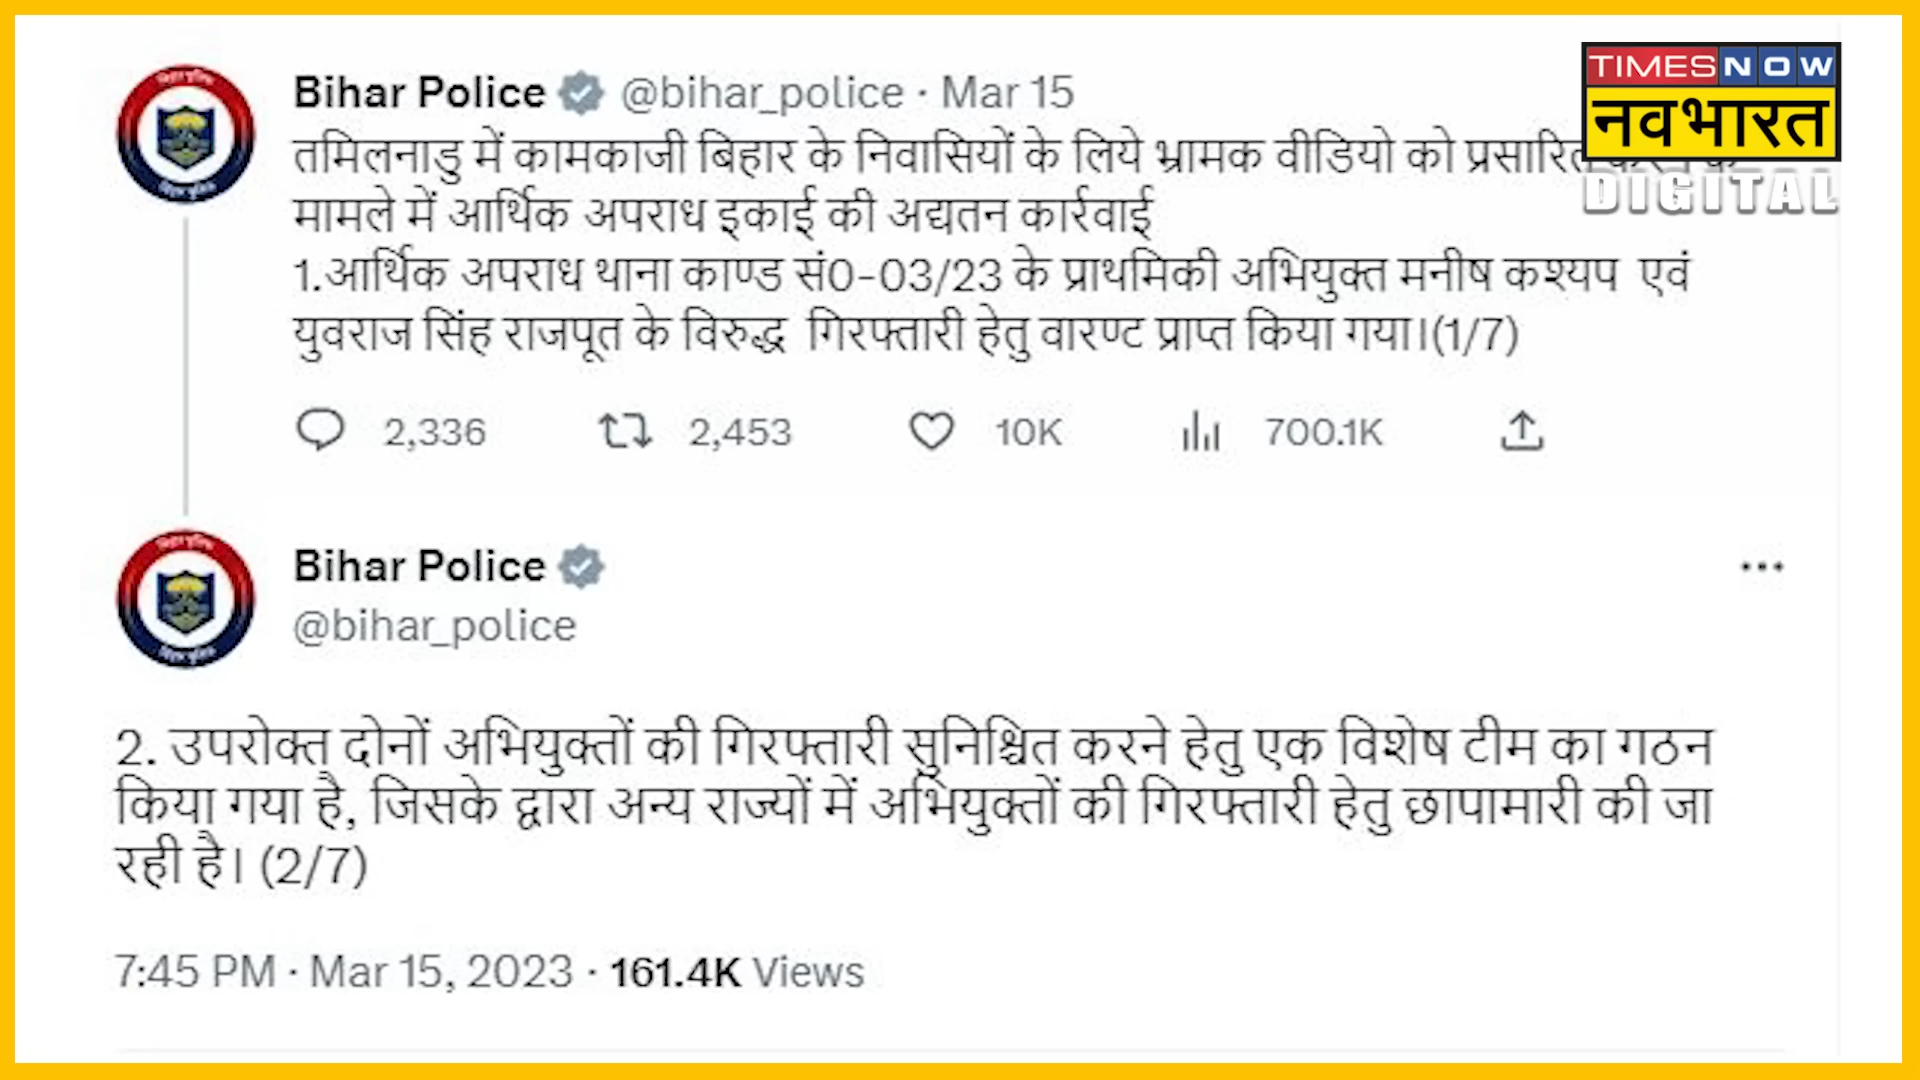 Bihar Police @bihar_police · Mar 15
तमिलनाडु में कामकाजी बिहार के निवासियों के लिये भ्रामक वीडियो को प्रसारित करने के
मामले में आर्थिक अपराध इकाई की अद्यतन कार्रवाई
1.आर्थिक अपराध थाना काण्ड सं0-03/23 के प्राथमिकी अभियुक्त मनीष कश्यप एवं
युवराज सिंह राजपूत के विरुद्ध गिरफ्तारी हेतु वारण्ट प्राप्त किया गया।(1/7)
2,336 2,453 10K 700.1K
TIMES NOW
नवभारत
DIGITAL
Bihar Police
@bihar_police
2. उपरोक्त दोनों अभियुक्तों की गिरफ्तारी सुनिश्चित करने हेतु एक विशेष टीम का गठन
किया गया है, जिसके द्वारा अन्य राज्यों में अभियुक्तों की गिरफ्तारी हेतु छापामारी की जा
रही है। (2/7)
7:45 PM · Mar 15, 2023 · 161.4K Views